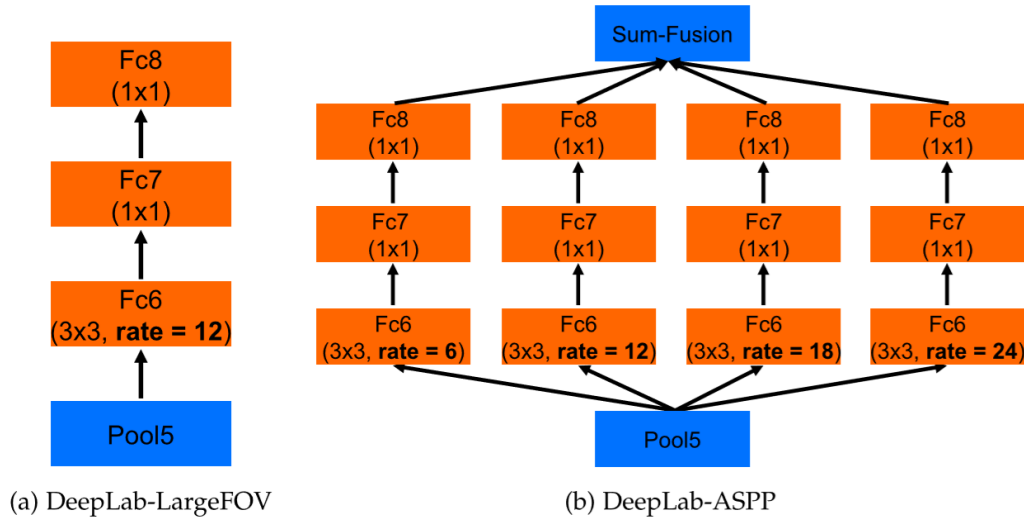 Fc8
(1x1)
Fc7
(1x1)
Fc6
(3x3, rate = 12)
Pool5
(a) DeepLab-LargeFOV
Sum-Fusion
Fc8
(1x1)
Fc8
(1x1)
Fc8
(1x1)
Fc8
(1x1)
Fc7
(1x1)
Fc7
(1x1)
Fc7
(1x1)
Fc7
(1x1)
Fc6
(3x3, rate = 6)
Fc6
(3x3, rate = 12)
Fc6
(3x3, rate = 18)
Fc6
(3x3, rate = 24)
Pool5
(b) DeepLab-ASPP